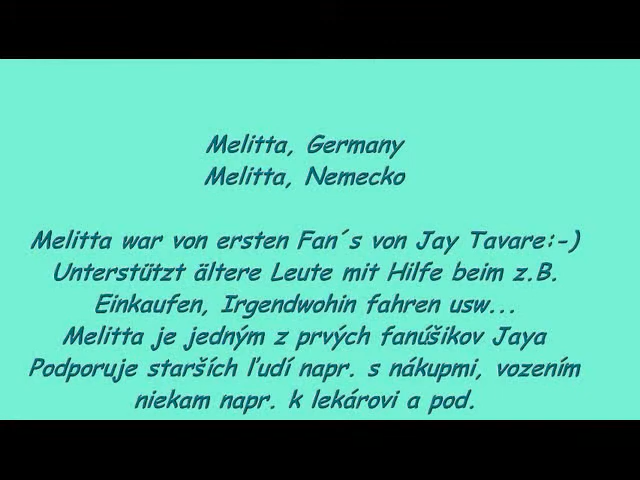 Melitta, Germany
Melitta, Nemecko
Melitta war von ersten Fan´s von Jay Tavare:-)
Unterstützt ältere Leute mit Hilfe beim z.B.
Einkaufen, Irgendwohin fahren usw...
Melitta je jedným z prvých fanúšikov Jaya
Podporuje starších ľudí napr. s nákupmi, vozením
niekam napr. k lekárovi a pod.